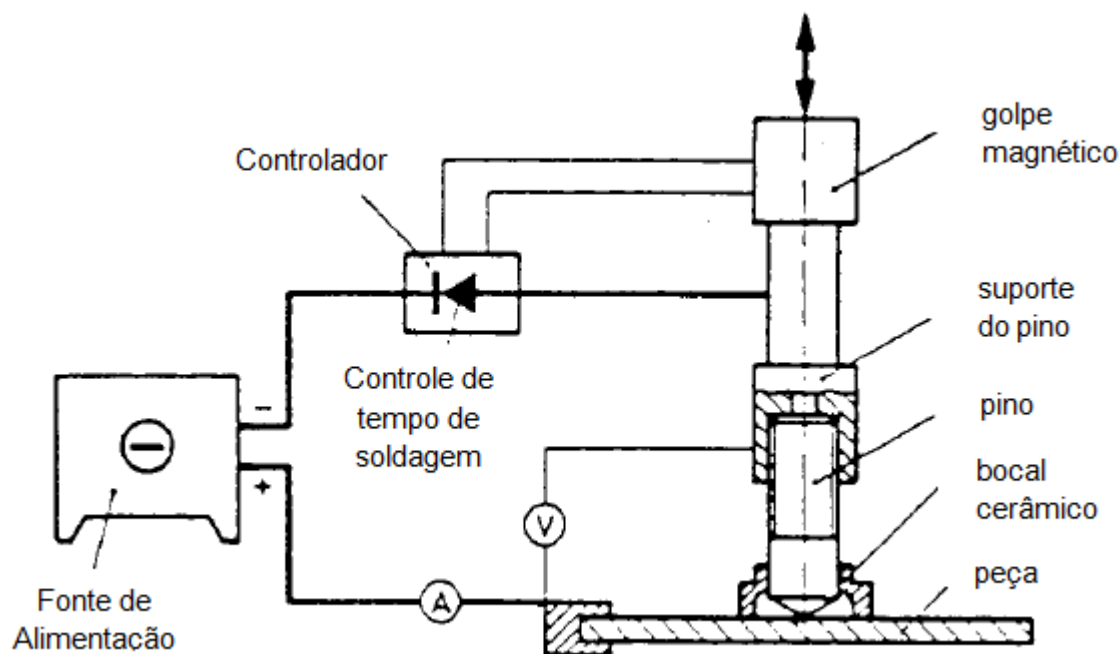 golpe
magnético
Controlador
suporte
do pino
Controle de
tempo de
soldagem
pino
−
+
V
bocal
cerâmico
A
peça
Fonte de
Alimentação